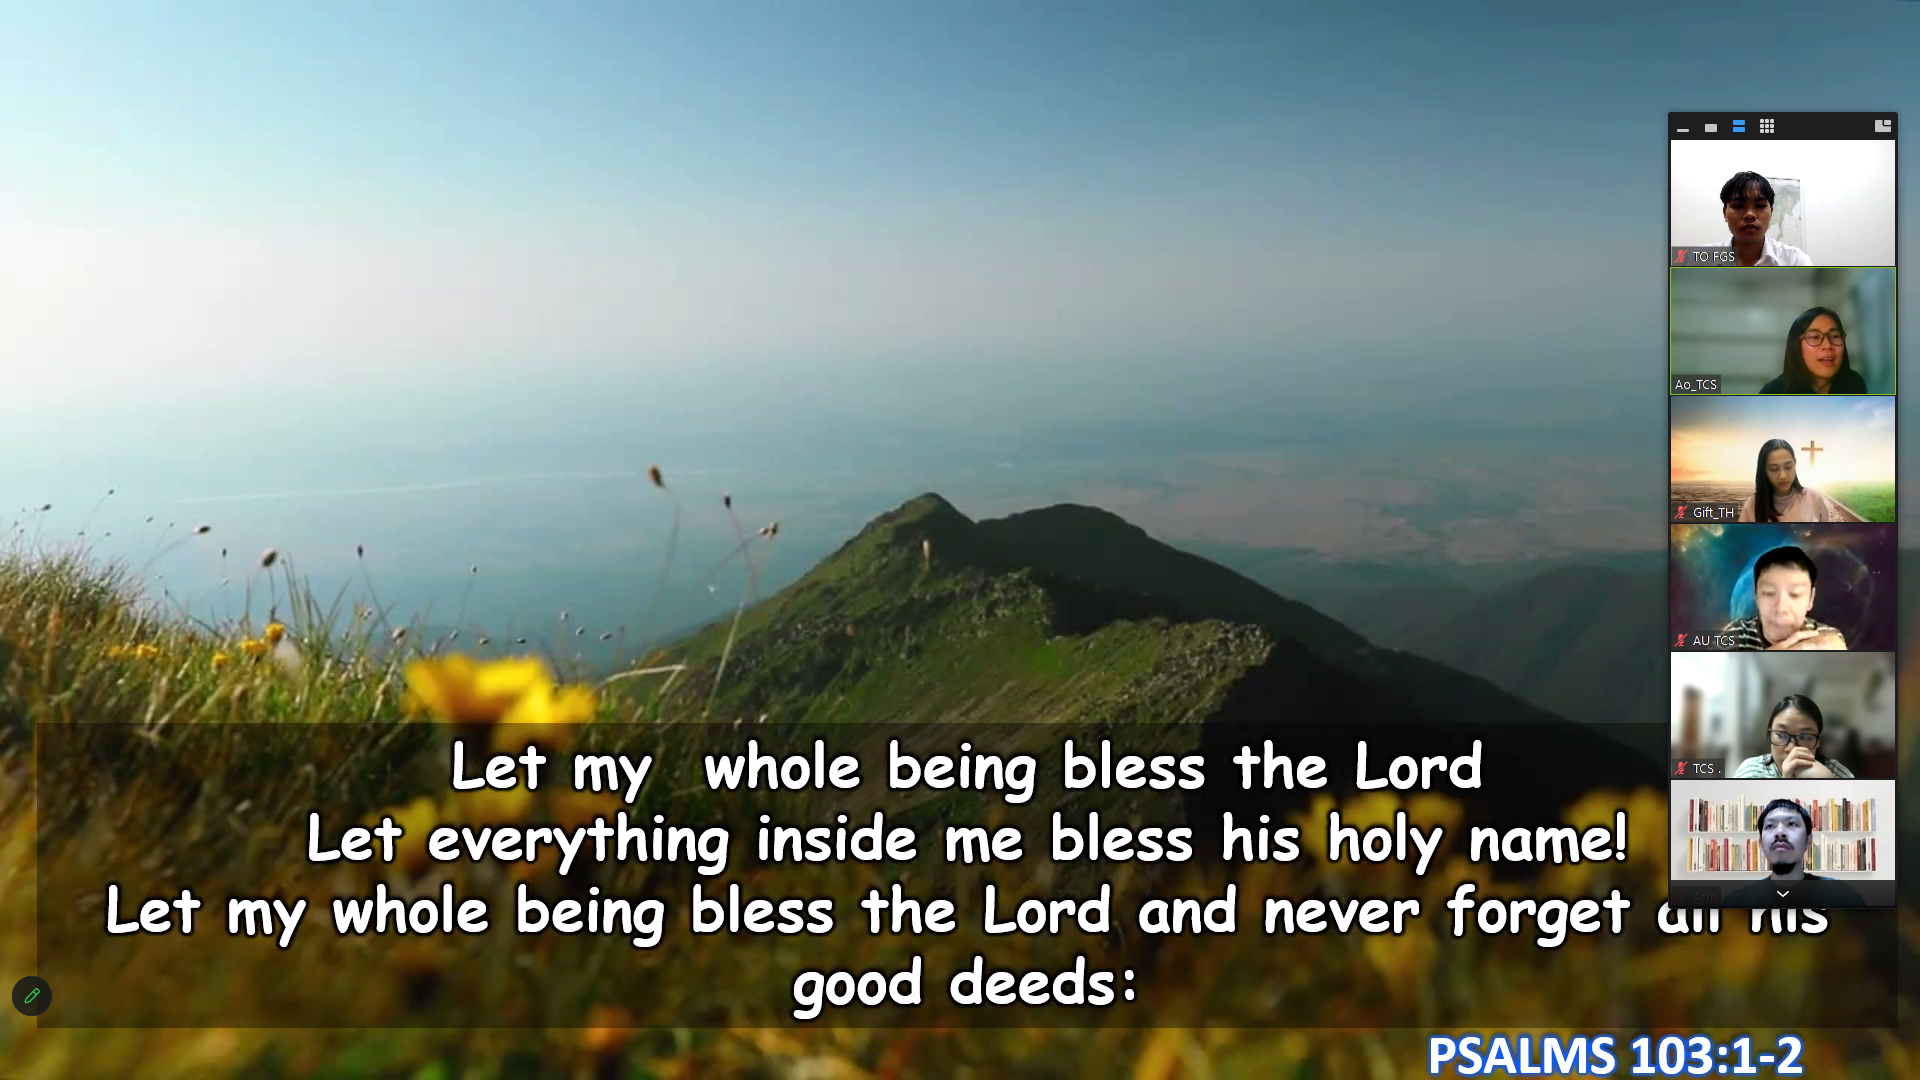 TO FGS
Ao_TCS
Gift_TH
AU TCS
TCS .
Let my whole being bless the Lord
Let everything inside me bless his holy name!
Let my whole being bless the Lord and never forget all his
good deeds:
PSALMS 103:1-2